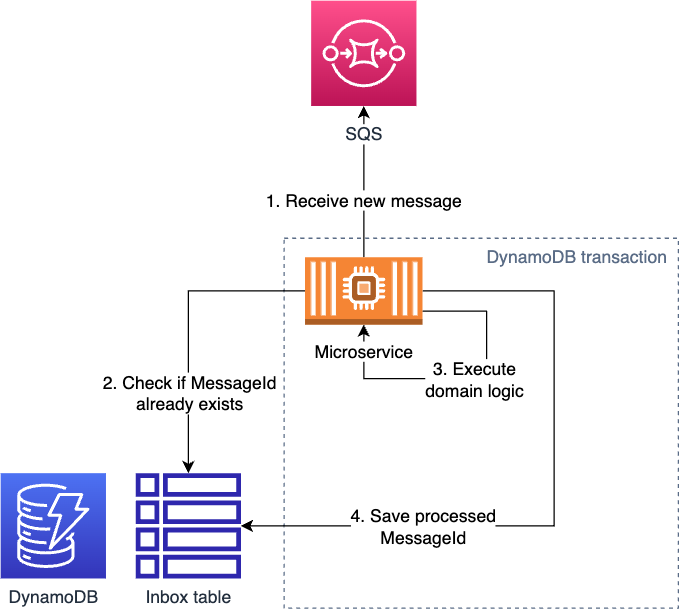 SQS
1. Receive new message
DynamoDB transaction
Microservice
2. Check if MessageId
already exists
3. Execute
domain logic
4. Save processed
MessageId
DynamoDB
Inbox table